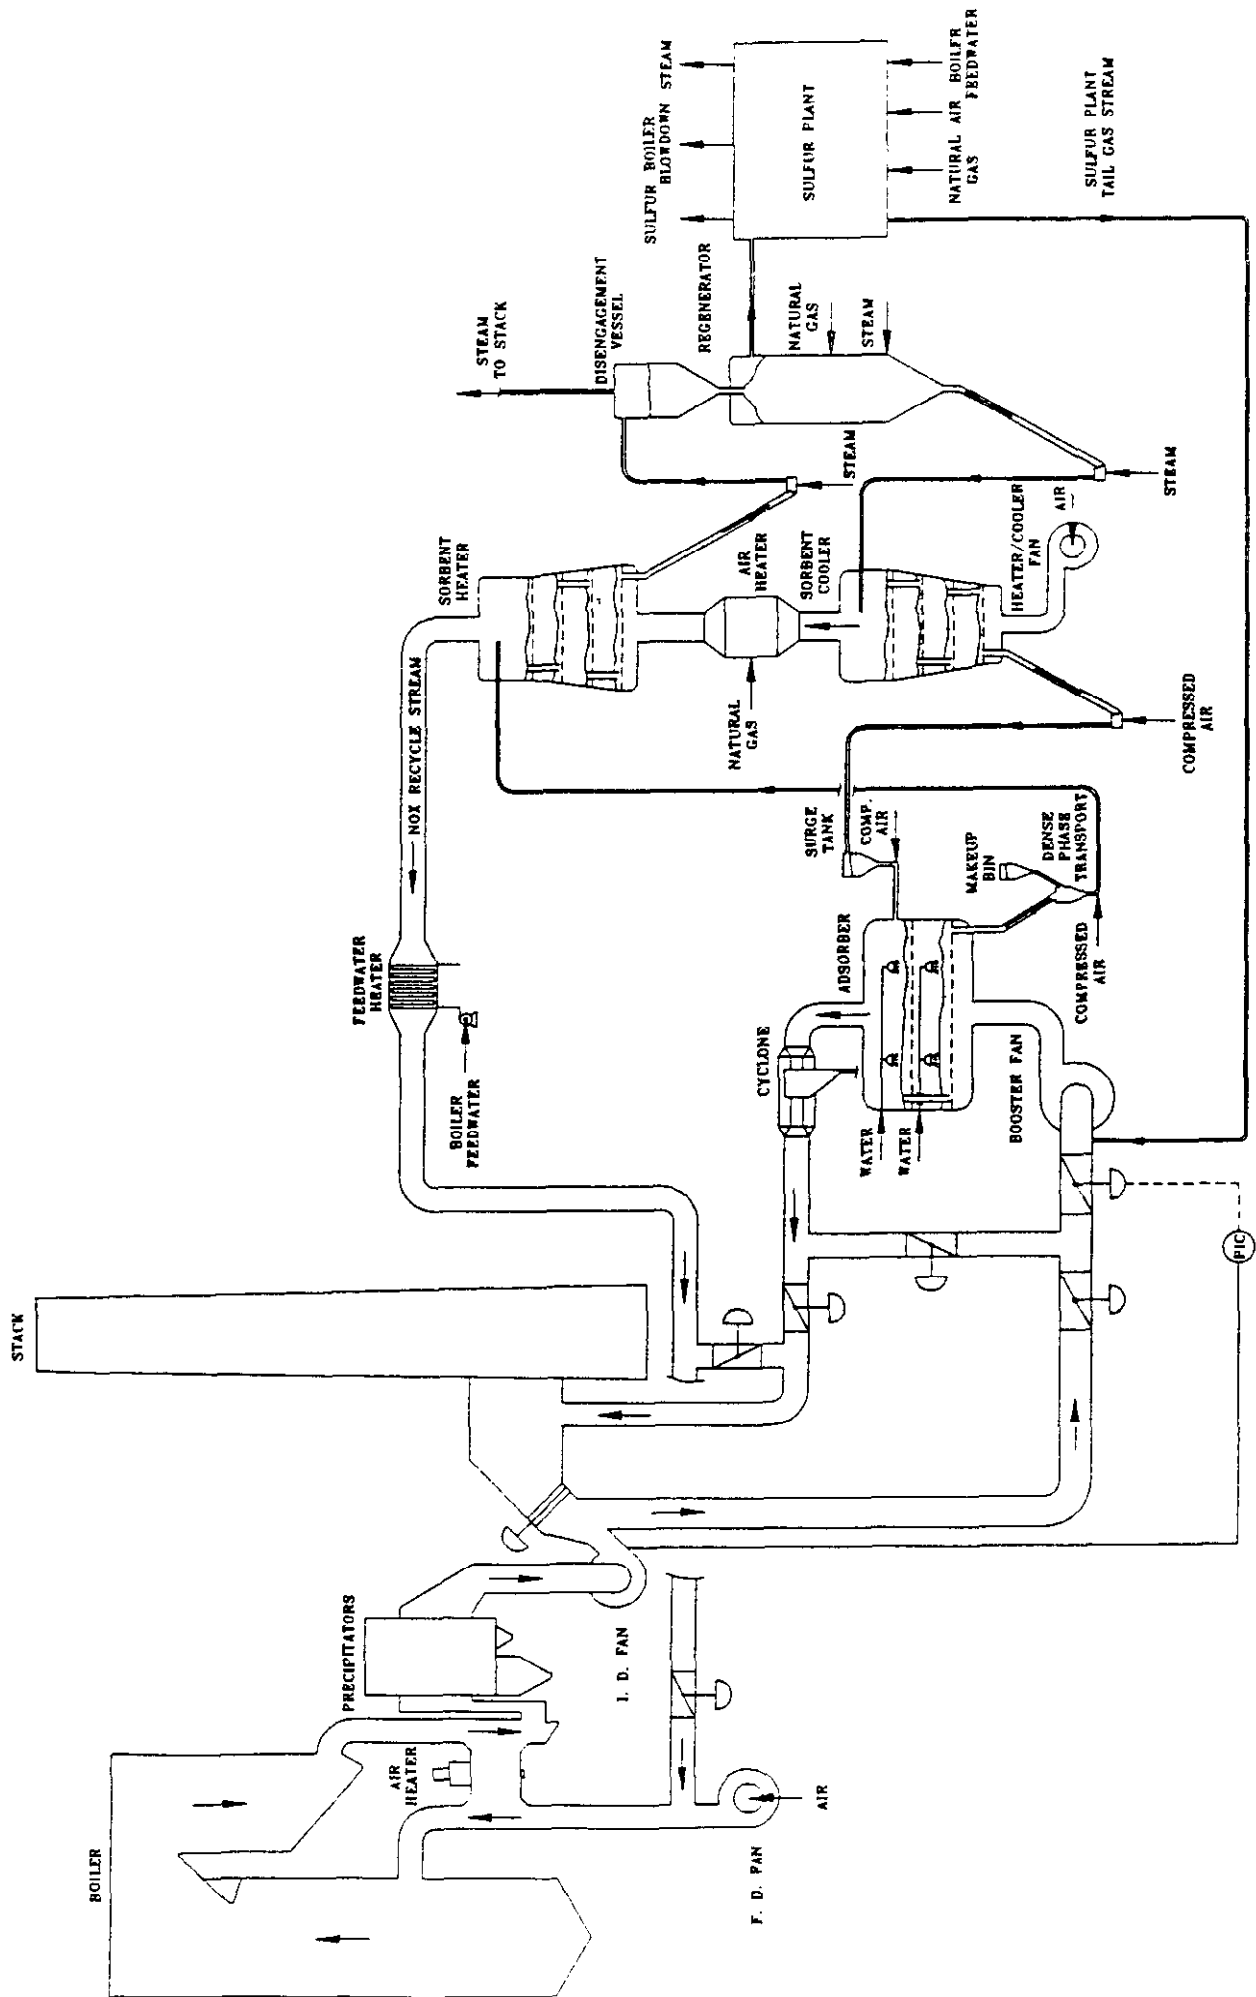 STACK
BOILER
AIR
HEATER
PRECIPITATORS
I. D. FAN
F. D. FAN
AIR
FEEDWATER
HEATER
BOILER
FEEDWATER
NOX RECYCLE STREAM
CYCLONE
ADSORBER
WATER
WATER
BOOSTER FAN
PIC
SURGE
TANK
COMP.
AIR
MAKEUP
BIN
DENSE
PHASE
TRANSPORT
COMPRESSED
AIR
SORBENT
HEATER
AIR
HEATER
NATURAL
GAS
SORBENT
COOLER
HEATER/COOLER
FAN
AIR
COMPRESSED
AIR
STEAM
TO STACK
DISENGAGEMENT
VESSEL
REGENERATOR
NATURAL
GAS
STEAM
STEAM
STEAM
SULFUR BOILER STEAM
BLOWDOWN
SULFUR PLANT
NATURAL AIR BOILER
GAS FEEDWATER
SULFUR PLANT
TAIL GAS STREAM